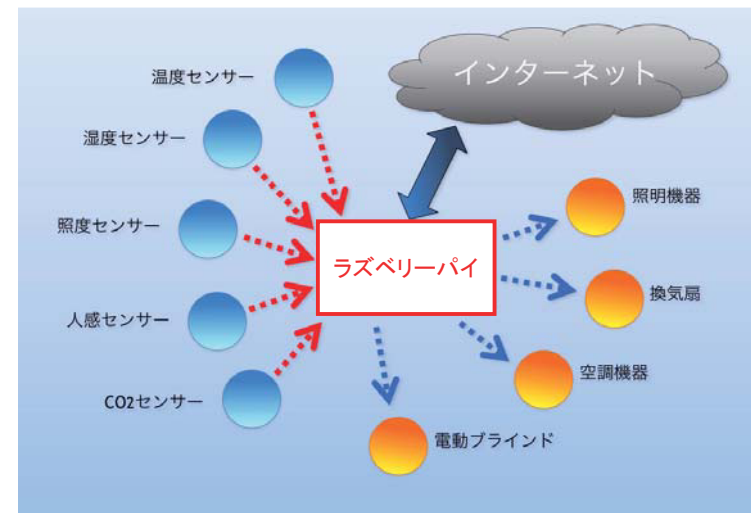 インターネット
温度センサー
湿度センサー
照度センサー
人感センサー
CO2センサー
ラズベリーパイ
照明機器
換気扇
空調機器
電動ブラインド